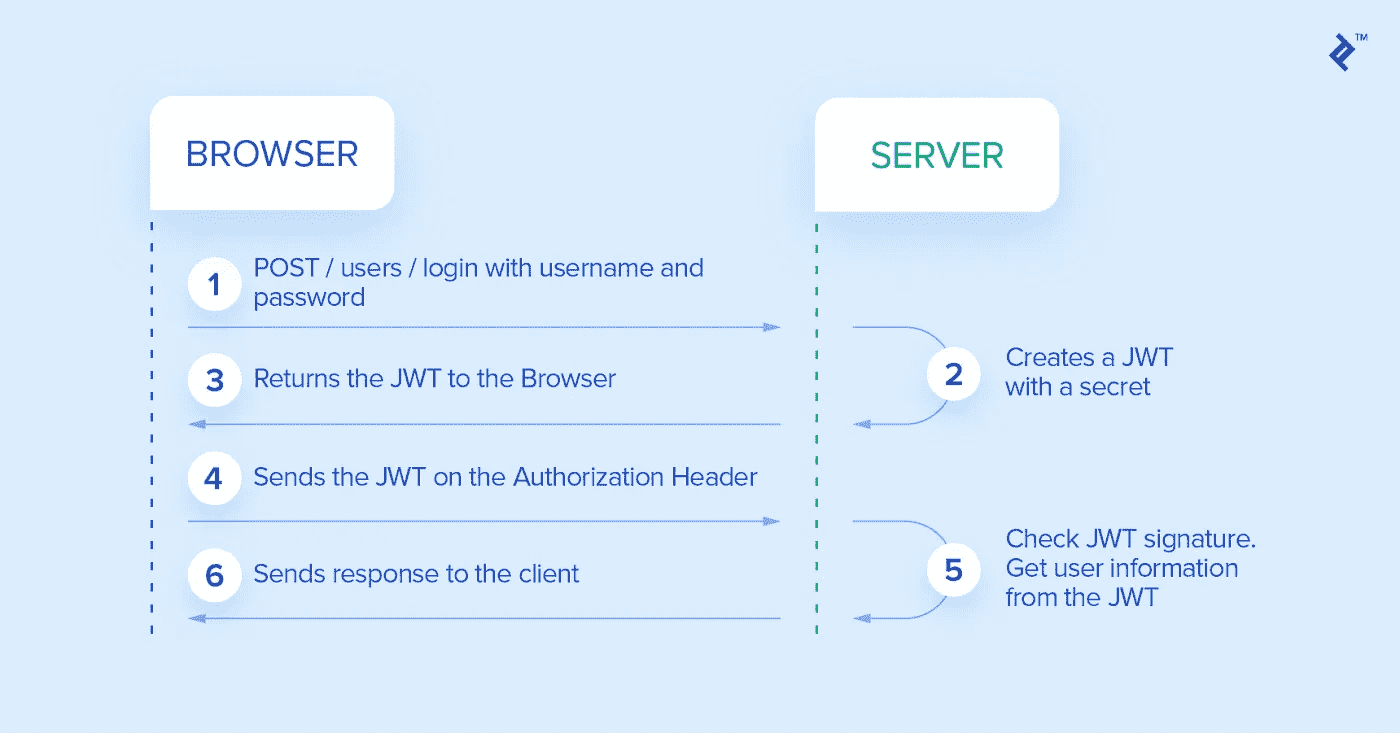 TM
BROWSER
SERVER
1
POST / users / login with username and
password
2
Creates a JWT
with a secret
3
Returns the JWT to the Browser
4
Sends the JWT on the Authorization Header
5
Check JWT signature.
Get user information
from the JWT
6
Sends response to the client